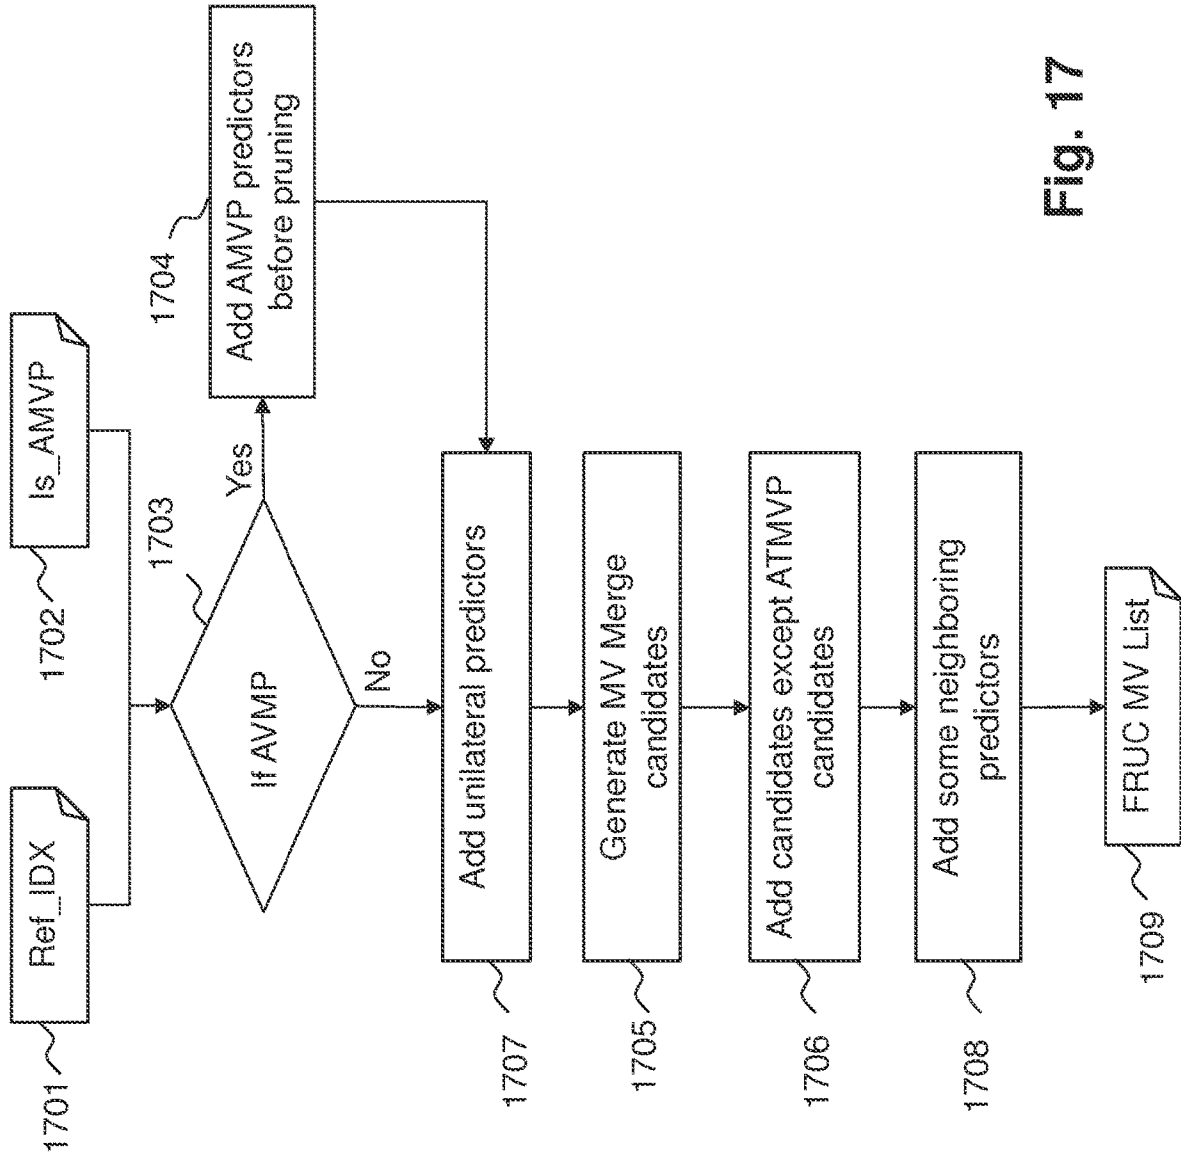 Ref_IDX
1701
Is_AMVP
1702
If AVMP
1703
Yes
No
Add AMVP predictors
before pruning
1704
Add unilateral predictors
1707
Generate MV Merge
candidates
1705
Add candidates except ATMVP
candidates
1706
Add some neighboring
predictors
1708
FRUC MV List
1709
Fig. 17